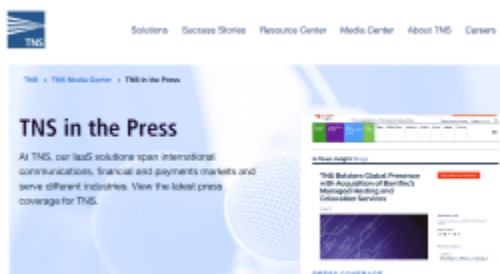 TNS
Solutions Success Stories Resource Center Media Center About TNS Careers
TNS > TNS Media Center > TNS in the Press
TNS in the Press
At TNS, our IaaS solutions span international
communications, financial and payments markets and
serve different industries. View the latest press
coverage for TNS.
TNS Bolsters Global Presence
with Acquisition of
Managed Hosting and
Colocation Services
PRESS COVERAGE